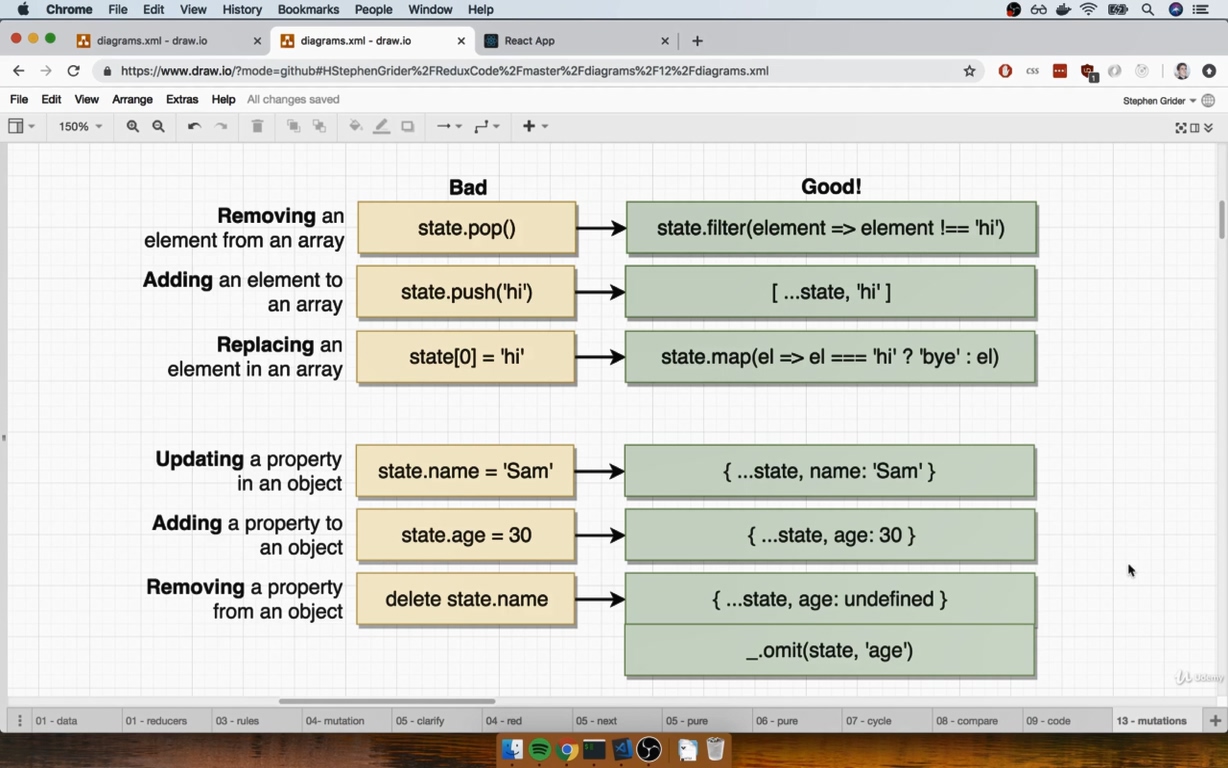 Chrome File Edit View History Bookmarks People Window Help
diagrams.xml - draw.io
diagrams.xml - draw.io
React App
https://www.draw.io/?mode=github#HStephenGrider%2FReduxCode%2Fmaster%2Fdiagrams%2F12%2Fdiagrams.xml
css
1
File Edit View Arrange Extras Help All changes saved
Stephen Grider
150%
Bad
Good!
Removing an
element from an array
state.pop()
state.filter(element => element !== 'hi')
Adding an element to
an array
state.push('hi')
[ ...state, 'hi' ]
Replacing an
element in an array
state[0] = 'hi'
state.map(el => el === 'hi' ? 'bye' : el)
Updating a property
in an object
state.name = 'Sam'
{ ...state, name: 'Sam' }
Adding a property to
an object
state.age = 30
{ ...state, age: 30 }
Removing a property
from an object
delete state.name
{ ...state, age: undefined }
_.omit(state, 'age')
Udemy
01 - data
01 - reducers
03 - rules
04- mutation
05 - clarify
04 - red
05 - next
05 - pure
06 - pure
07 - cycle
08 - compare
09 - code
13 - mutations